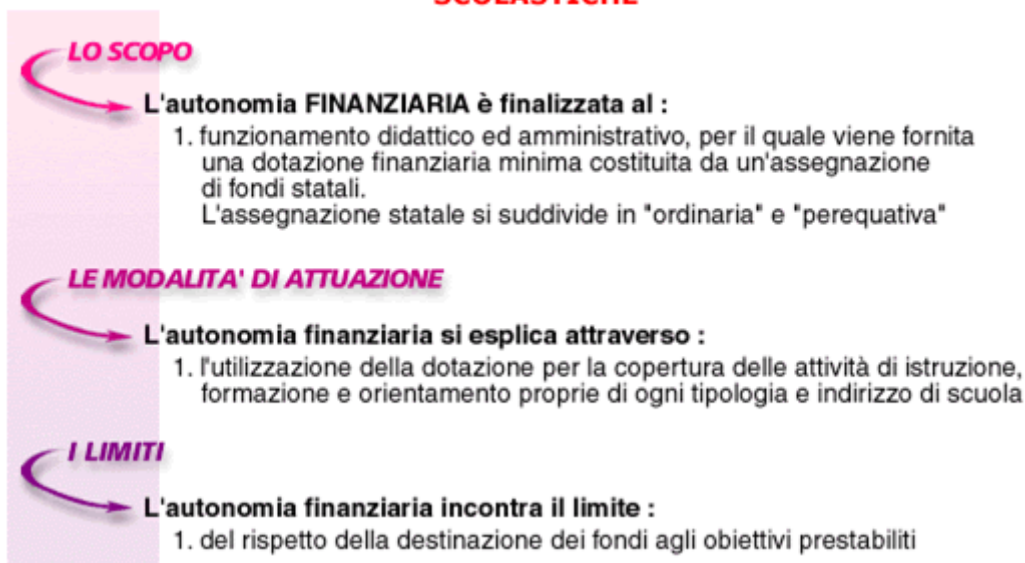 SCOLASTICHE
LO SCOPO
L'autonomia FINANZIARIA è finalizzata al :
1. funzionamento didattico ed amministrativo, per il quale viene fornita
una dotazione finanziaria minima costituita da un'assegnazione
di fondi statali.
L'assegnazione statale si suddivide in "ordinaria" e "perequativa"
LE MODALITA' DI ATTUAZIONE
L'autonomia finanziaria si esplica attraverso :
1. l'utilizzazione della dotazione per la copertura delle attività di istruzione,
formazione e orientamento proprie di ogni tipologia e indirizzo di scuola
I LIMITI
L'autonomia finanziaria incontra il limite :
1. del rispetto della destinazione dei fondi agli obiettivi prestabiliti